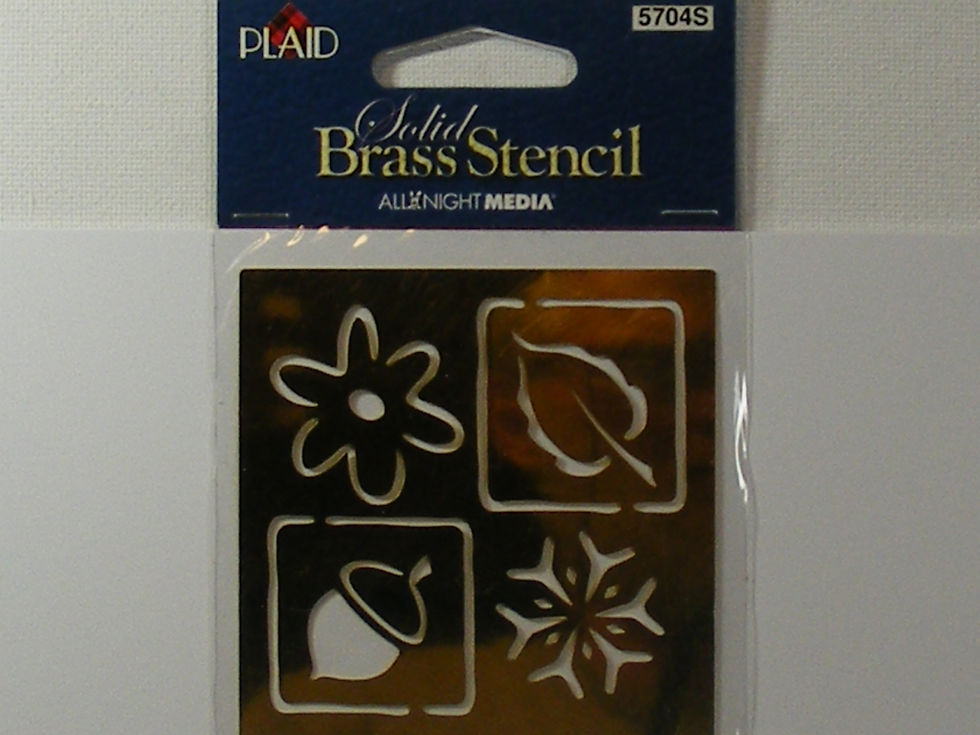 5704S
PLAID
Solid
Brass Stencil
ALL NIGHT MEDIA®